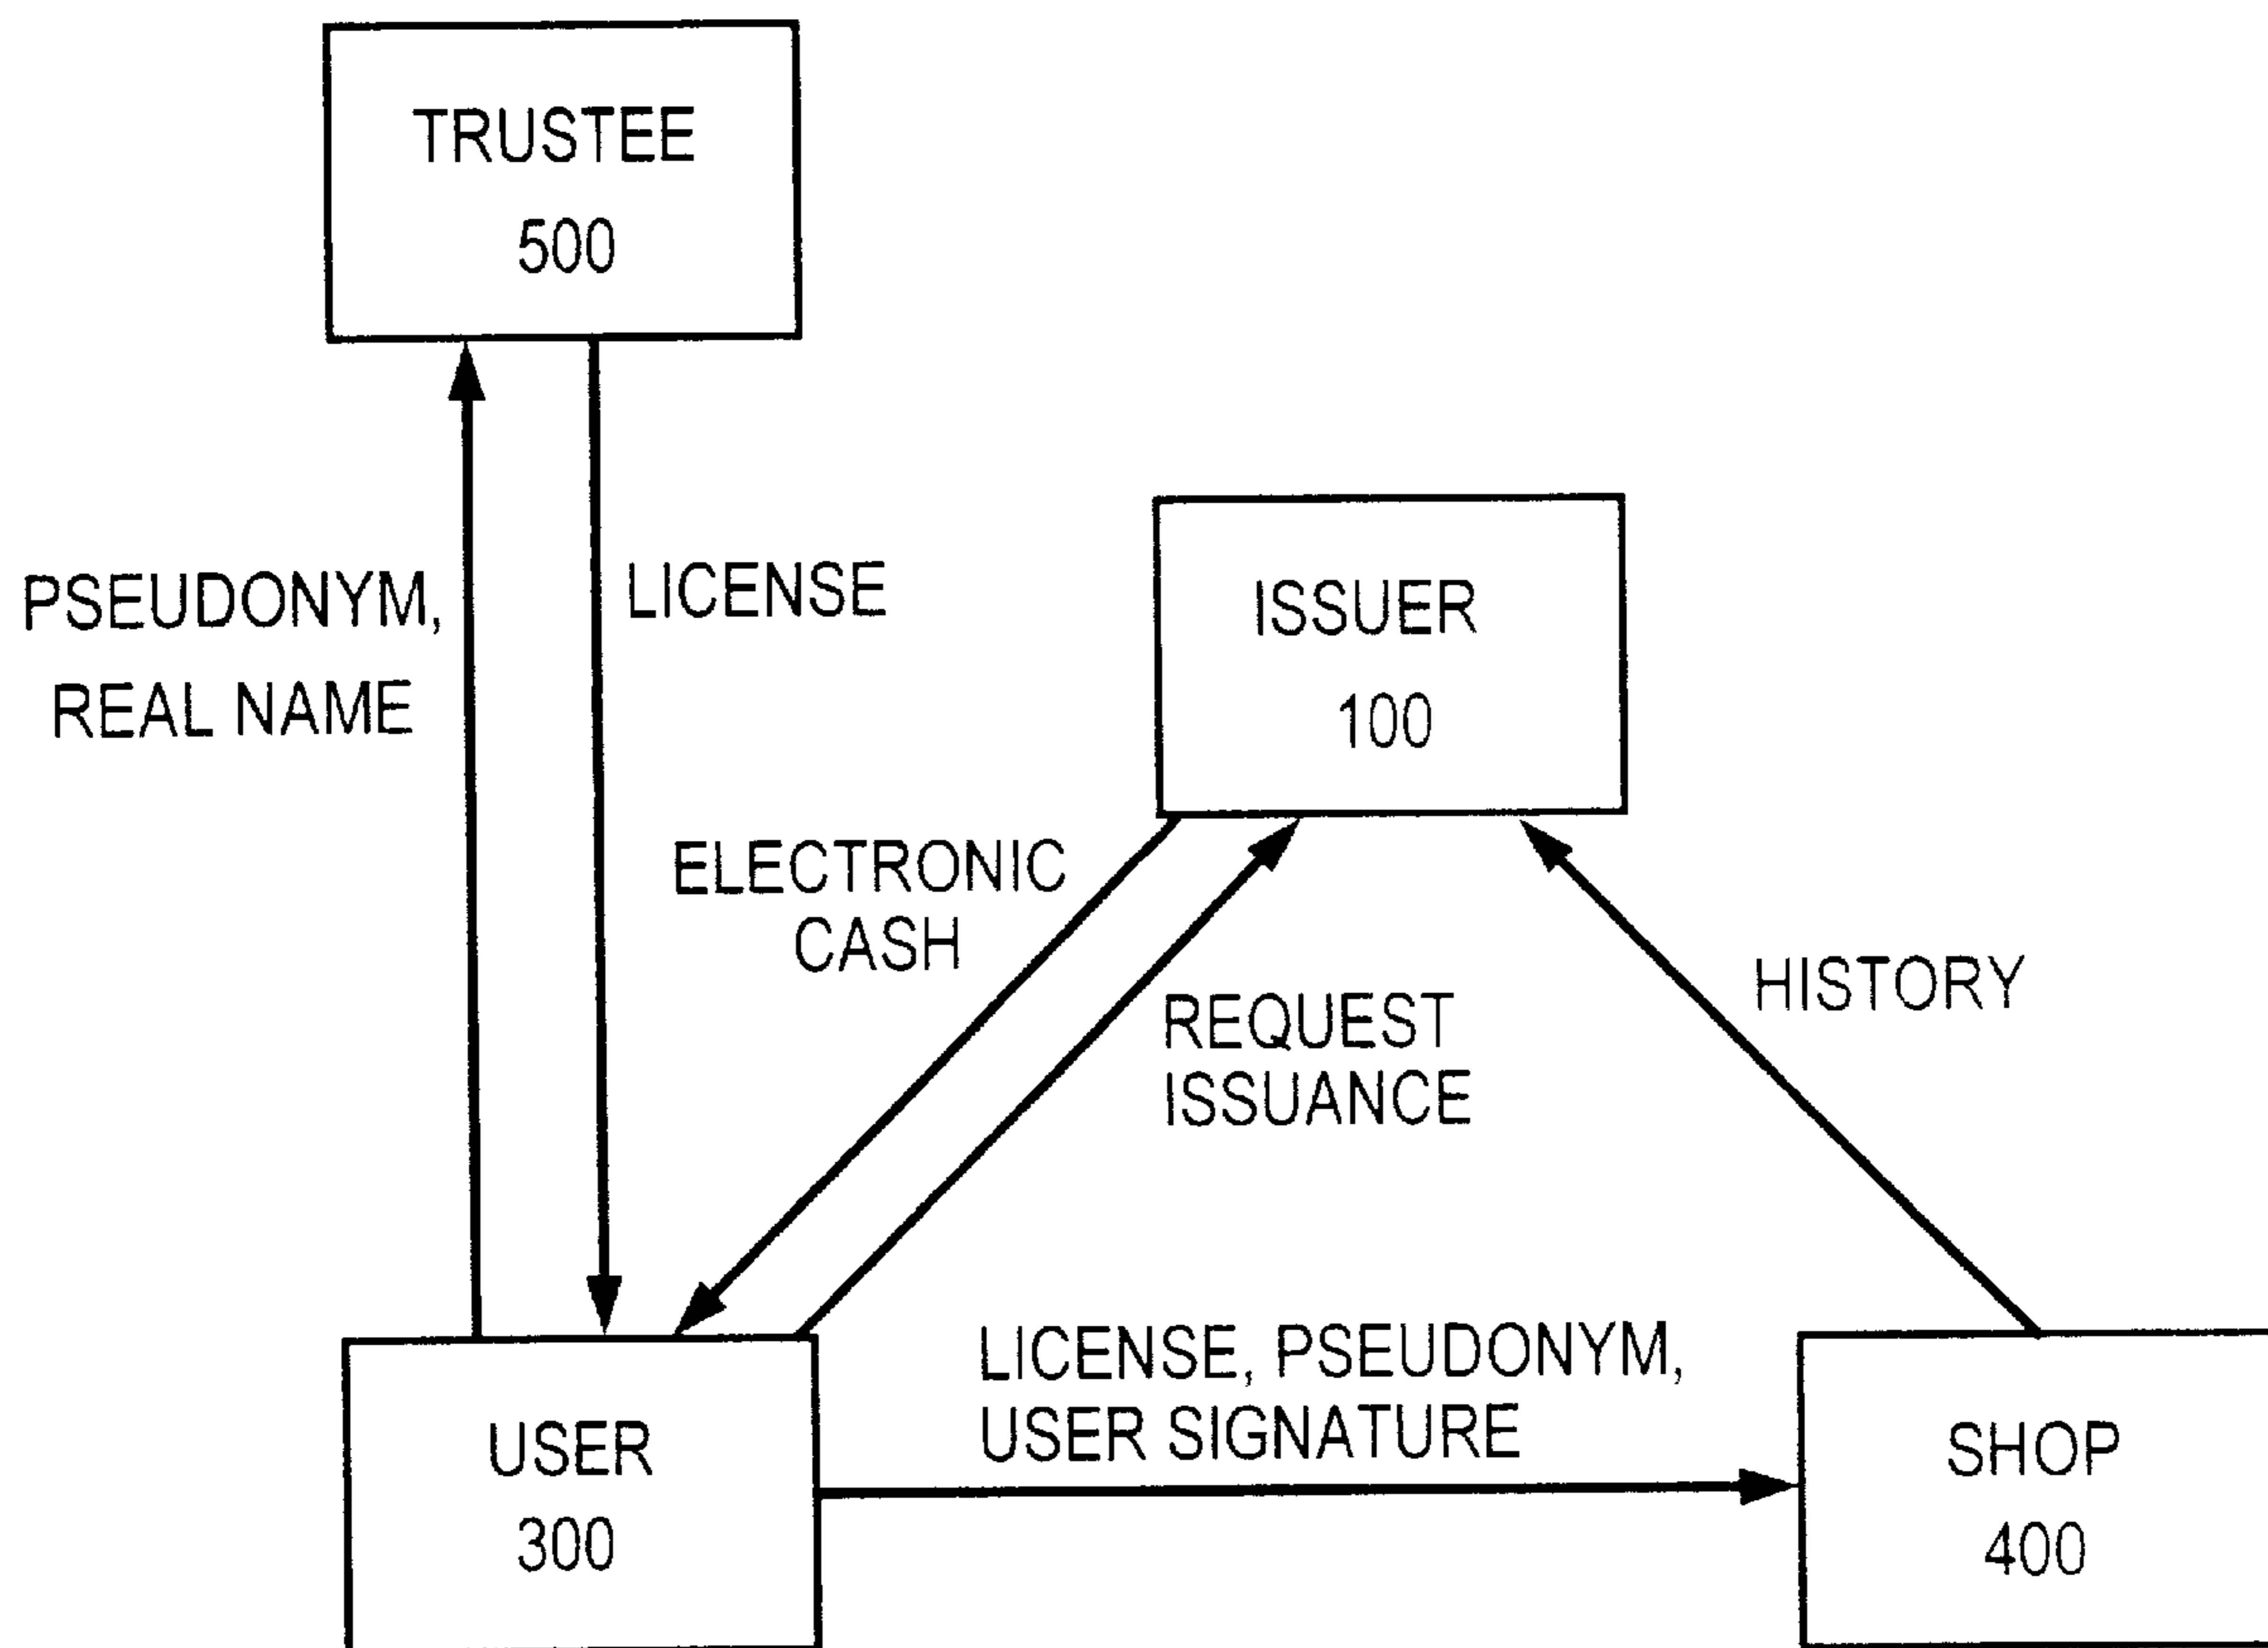 TRUSTEE
500
PSEUDONYM,
REAL NAME
LICENSE
ISSUER
100
ELECTRONIC
CASH
REQUEST
ISSUANCE
HISTORY
LICENSE, PSEUDONYM,
USER SIGNATURE
USER
300
SHOP
400